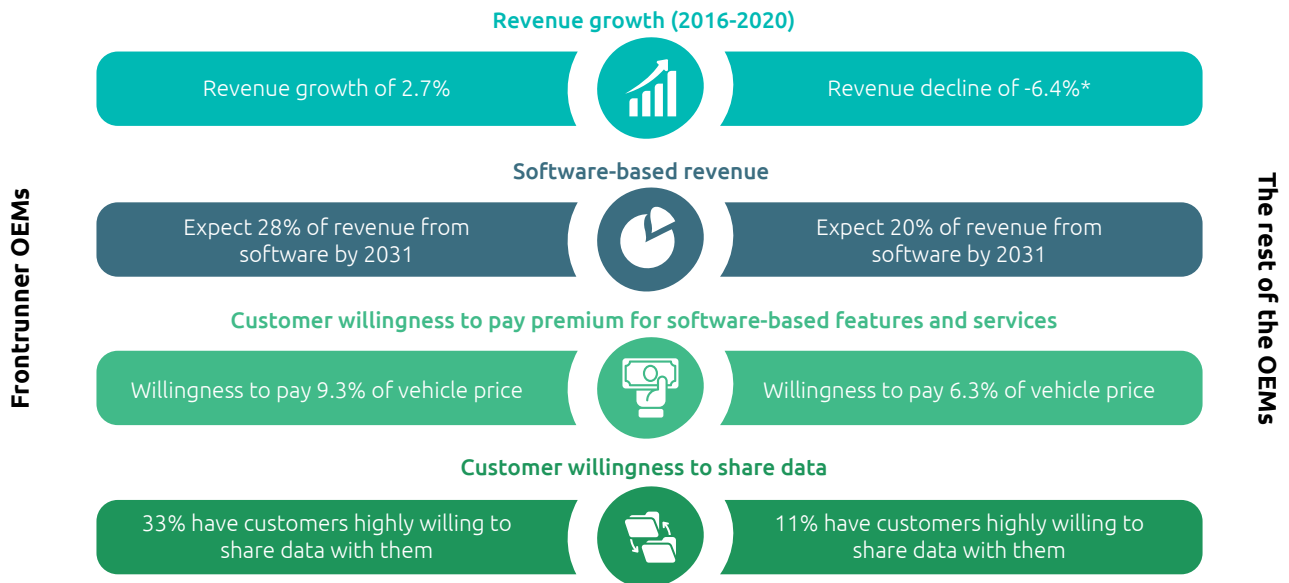 Revenue growth (2016-2020)
Revenue growth of 2.7%
Revenue decline of -6.4%*
Software-based revenue
Expect 28% of revenue from
software by 2031
Expect 20% of revenue from
software by 2031
Customer willingness to pay premium for software-based features and services
Willingness to pay 9.3% of vehicle price
Willingness to pay 6.3% of vehicle price
Customer willingness to share data
33% have customers highly willing to
share data with them
11% have customers highly willing to
share data with them
Frontrunner OEMs
The rest of the OEMs